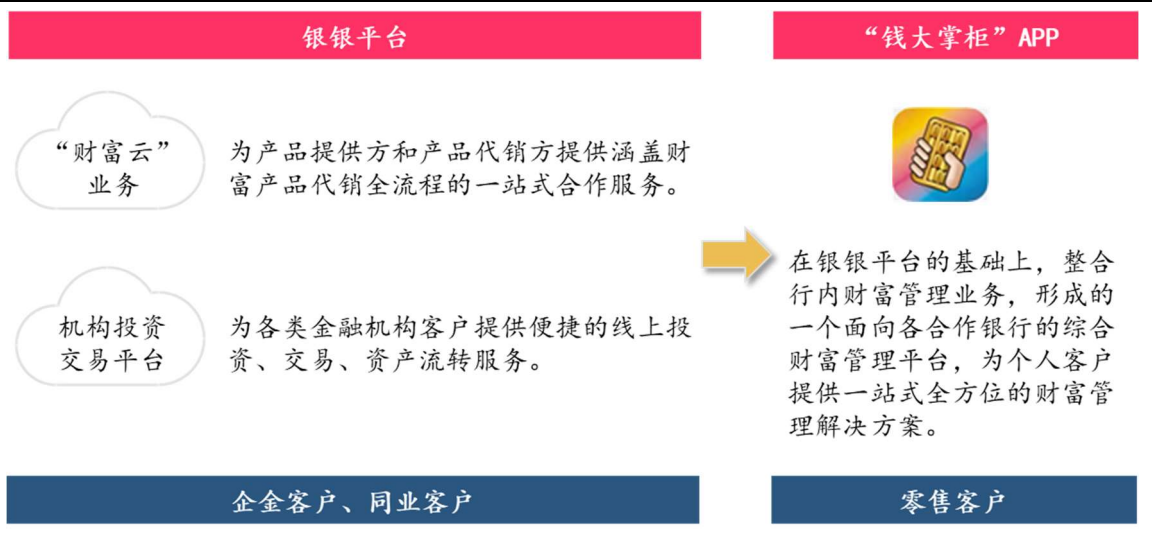 银银平台
“财富云”
业务
为产品提供方和产品代销方提供涵盖财
富产品代销全流程的一站式合作服务。
机构投资
交易平台
为各类金融机构客户提供便捷的线上投
资、交易、资产流转服务。
企金客户、同业客户
“钱大掌柜”APP
在银银平台的基础上，整合
行内财富管理业务，形成的
一个面向各合作银行的综合
财富管理平台，为个人客户
提供一站式全方位的财富管
理解决方案。
零售客户